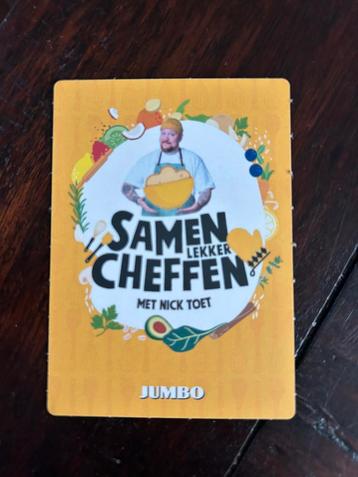 SAMEN
LEKKER
CHEFFEN
MET NICK TOET
JUMBO